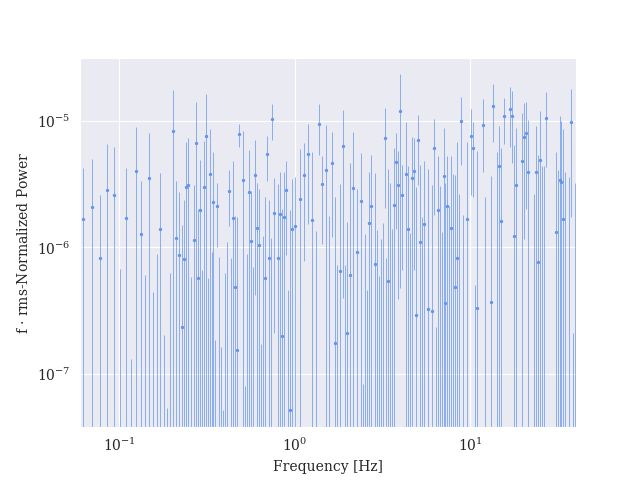 f · rms-Normalized Power
10⁻⁵
10⁻⁶
10⁻⁷
10⁻¹ 10⁰ 10¹
Frequency [Hz]